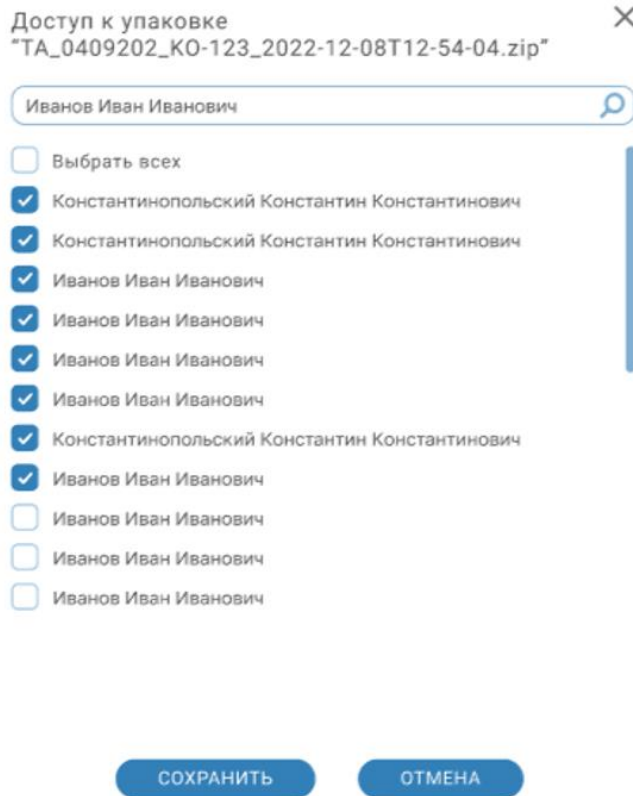 Доступ к упаковке
"TA_0409202_KO-123_2022-12-08T12-54-04.zip"
Иванов Иван Иванович
Выбрать всех
Константинопольский Константин Константинович
Константинопольский Константин Константинович
Иванов Иван Иванович
Иванов Иван Иванович
Иванов Иван Иванович
Иванов Иван Иванович
Константинопольский Константин Константинович
Иванов Иван Иванович
Иванов Иван Иванович
Иванов Иван Иванович
Иванов Иван Иванович
СОХРАНИТЬ ОТМЕНА